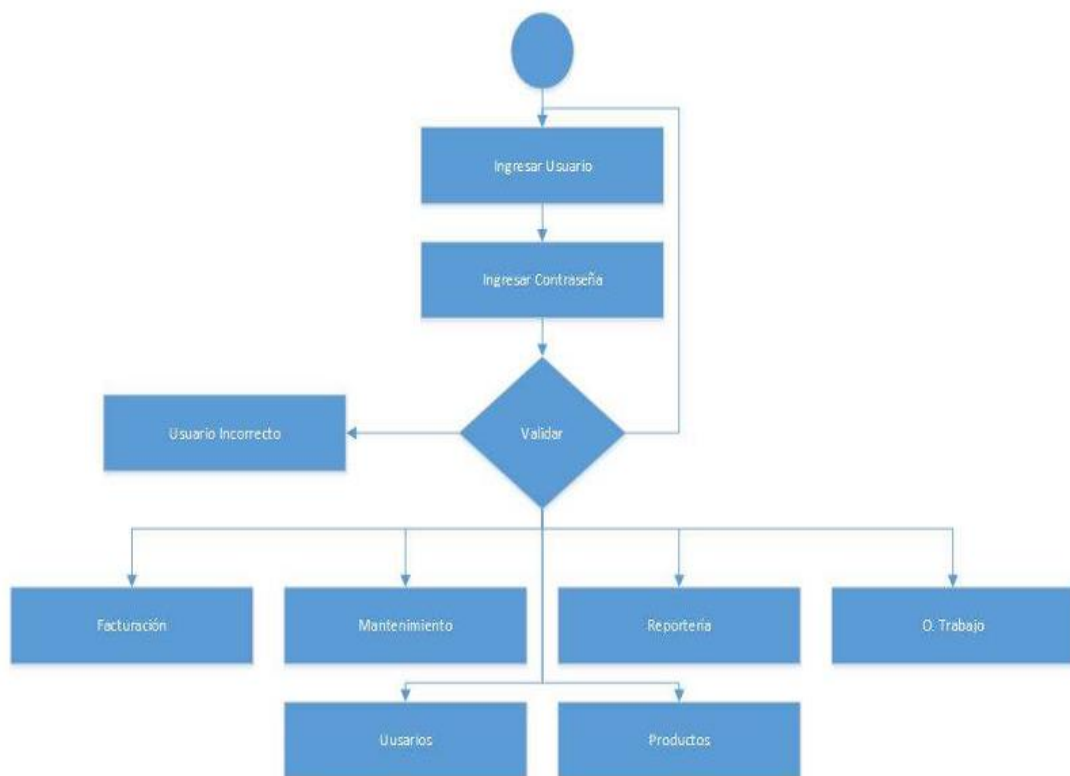 Ingresar Usuario
Ingresar Contraseña
Usuario Incorrecto
Validar
Facturación
Mantenimiento
Reporteria
O. Trabajo
Uusarios
Productos